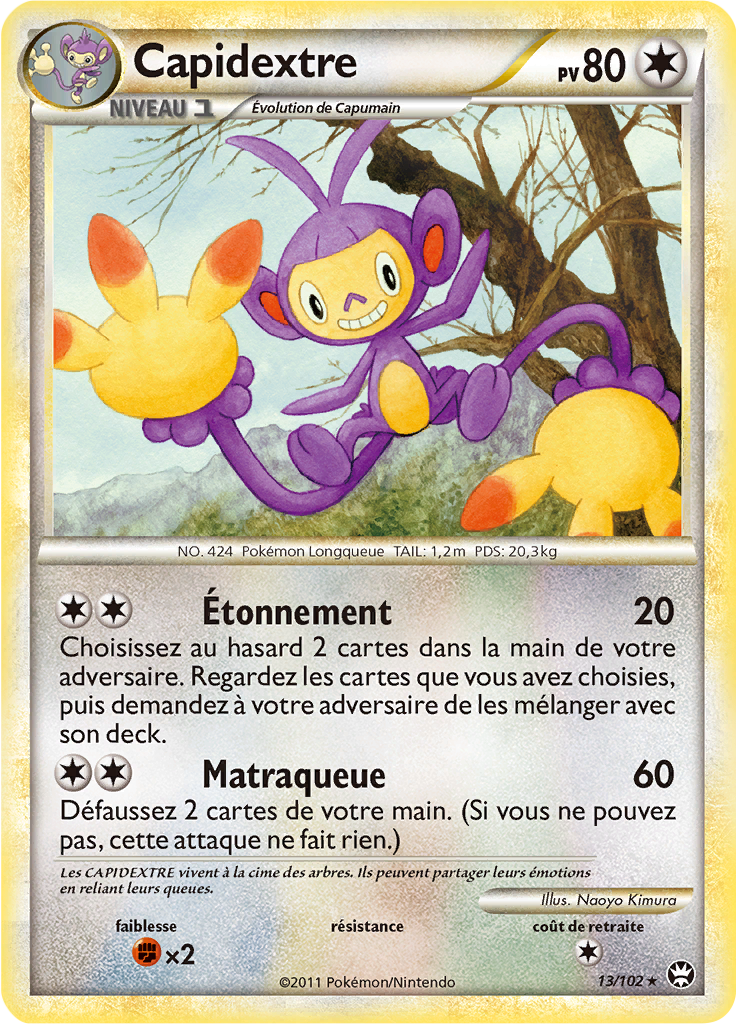 Capidextre
PV 80
NIVEAU 1
Évolution de Capumain
NO. 424 Pokémon Longqueue TAIL: 1,2m PDS: 20,3kg
Étonnement 20
Choisissez au hasard 2 cartes dans la main de votre
adversaire. Regardez les cartes que vous avez choisies,
puis demandez à votre adversaire de les mélanger avec
son deck.
Matraqueue 60
Défaussez 2 cartes de votre main. (Si vous ne pouvez
pas, cette attaque ne fait rien.)
Les CAPIDEXTRE vivent à la cime des arbres. Ils peuvent partager leurs émotions
en reliant leurs queues.
Illus. Naoyo Kimura
faiblesse résistance coût de retraite
×2
©2011 Pokémon/Nintendo
13/102 ★